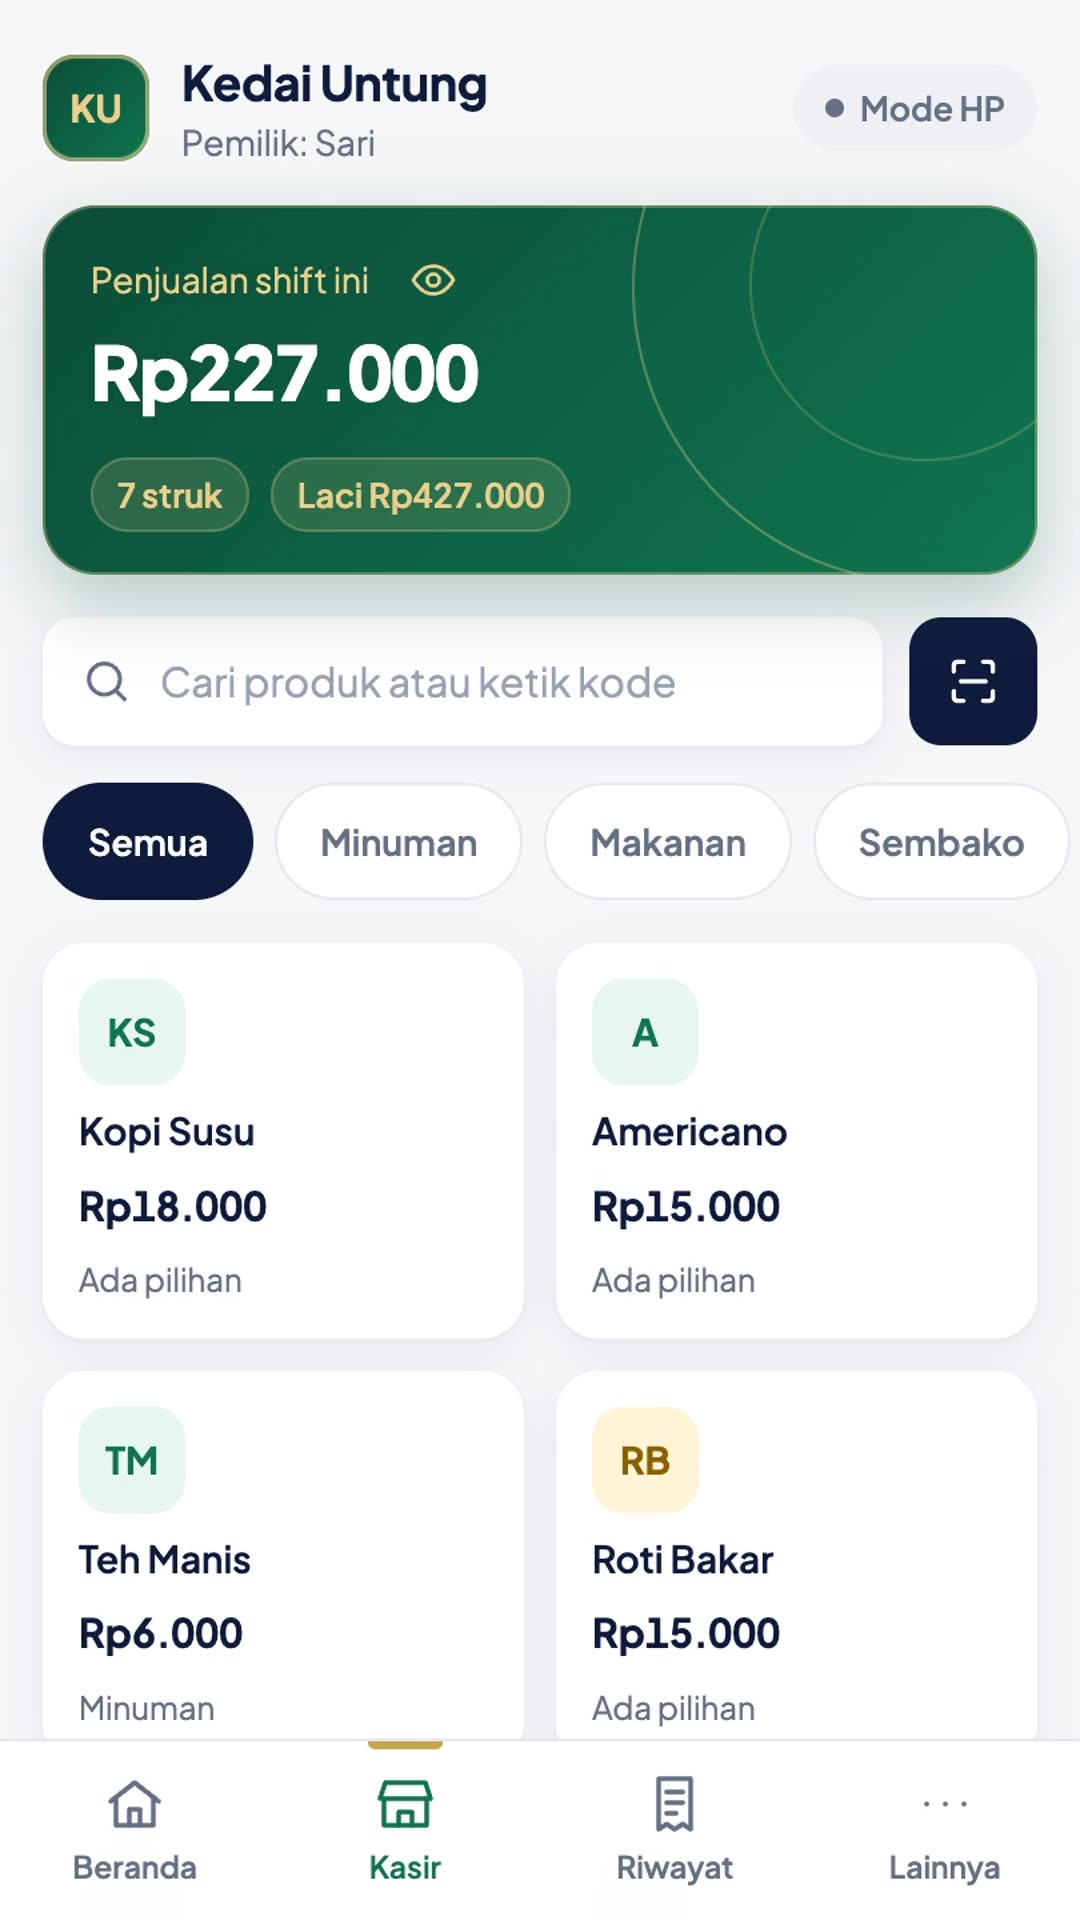 KU
Kedai Untung
Pemilik: Sari
Mode HP
Penjualan shift ini
Rp227.000
7 struk
Laci Rp427.000
Cari produk atau ketik kode
Semua
Minuman
Makanan
Sembako
KS
Kopi Susu
Rp18.000
Ada pilihan
A
Americano
Rp15.000
Ada pilihan
TM
Teh Manis
Rp6.000
Minuman
RB
Roti Bakar
Rp15.000
Ada pilihan
Beranda
Kasir
Riwayat
Lainnya